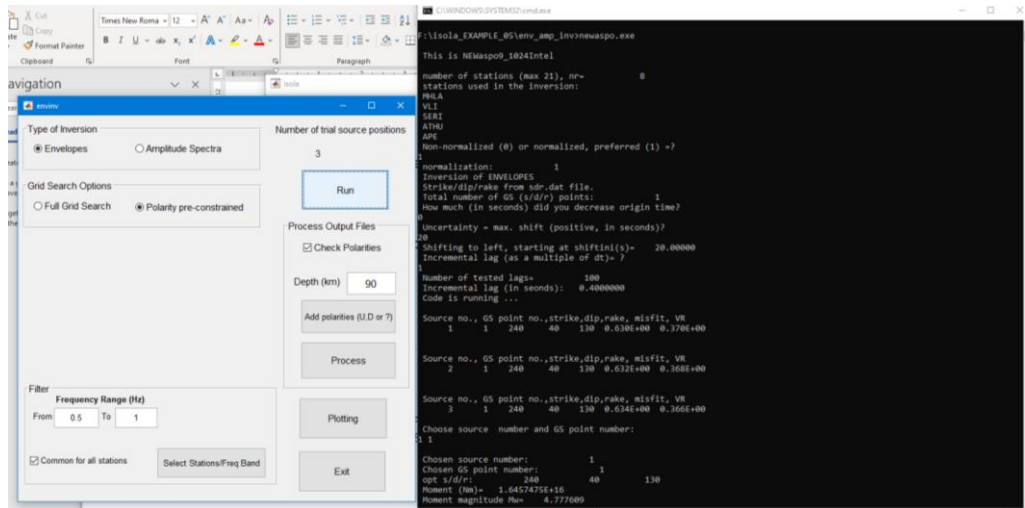 Cut
Copy
Format Painter
Clipboard
Times New Roma
12
Aa
B I U ab x, x²
Font
Paragraph
avigation
isola
envinv
Type of Inversion
Envelopes
Amplitude Spectra
Number of trial source positions
3
Grid Search Options
Full Grid Search
Polarity pre-constrained
Run
Process Output Files
Check Polarities
Depth (km)
90
Add polarities (U,D or ?)
Process
Filter
Frequency Range (Hz)
From
0.5
To
1
Common for all stations
Select Stations/Freq Band
Plotting
Exit
C:\WINDOWS\SYSTEM32\cmd.exe
F:\isola_EXAMPLE_05\env_amp_inv>newaspo.exe
This is NEWaspo9_1024Intel
number of stations (max 21), nr= 8
stations used in the inversion:
MHLA
VLI
SERI
ATHU
APE
Non-normalized (0) or normalized, preferred (1) =?
1
normalization: 1
Inversion of ENVELOPES
Strike/dip/rake from sdr.dat file.
Total number of GS (s/d/r) points: 1
How much (in seconds) did you decrease origin time?
0
Uncertainty = max. shift (positive, in seconds)?
20
Shifting to left, starting at shiftini(s)= 20.00000
Incremental lag (as a multiple of dt)= ?
1
Number of tested lags= 100
Incremental lag (in seonds): 0.4000000
Code is running ...
Source no., GS point no.,strike,dip,rake, misfit, VR
1 1 240 40 130 0.630E+00 0.370E+00
Source no., GS point no.,strike,dip,rake, misfit, VR
2 1 240 40 130 0.632E+00 0.368E+00
Source no., GS point no.,strike,dip,rake, misfit, VR
3 1 240 40 130 0.634E+00 0.366E+00
Choose source number and GS point number:
1 1
Chosen source number: 1
Chosen GS point number: 1
opt s/d/r: 240 40 130
Moment (Nm)= 1.6457475E+16
Moment magnitude Mw= 4.777609